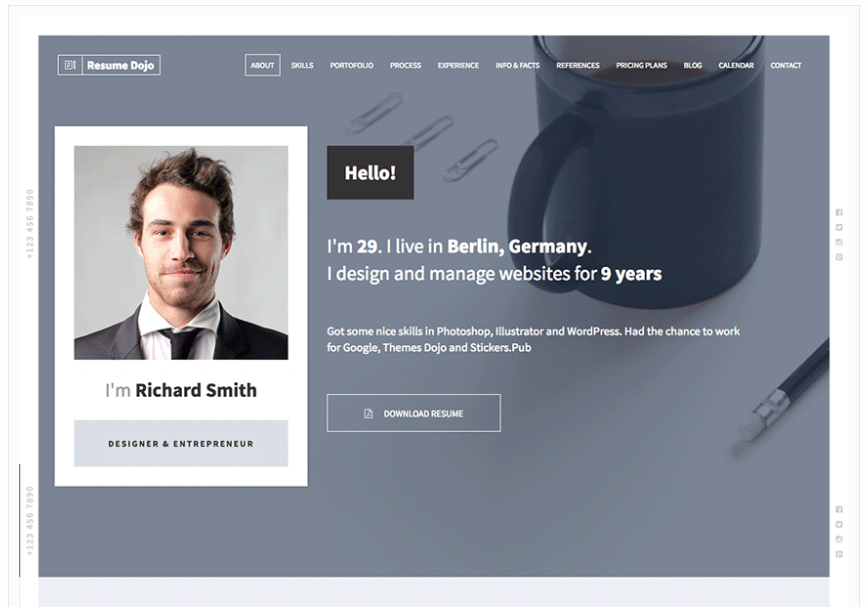 Resume Dojo
ABOUT SKILLS PORTOFOLIO PROCESS EXPERIENCE INFO & FACTS REFERENCES PRICING PLANS BLOG CALENDAR CONTACT
+123 456 7890
Hello!
I'm 29. I live in Berlin, Germany.
I design and manage websites for 9 years
Got some nice skills in Photoshop, Illustrator and WordPress. Had the chance to work
for Google, Themes Dojo and Stickers.Pub
DOWNLOAD RESUME
I'm Richard Smith
DESIGNER & ENTREPRENEUR
+123 456 7890